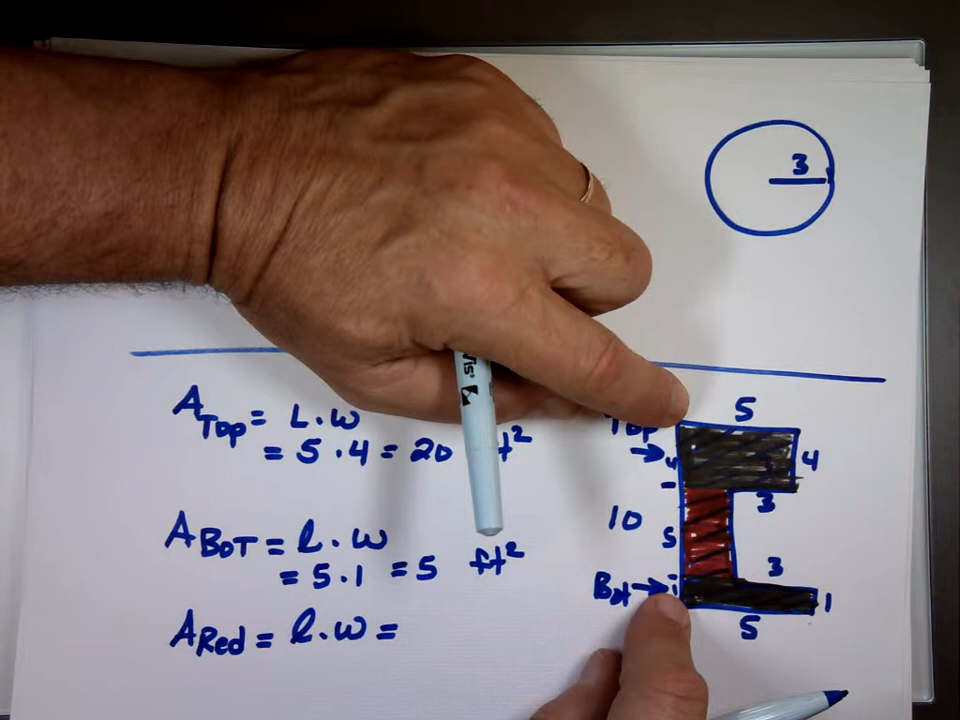 3
A Top = L · W
= 5 · 4 = 20 ft²
A BOT = l · w
= 5 · 1 = 5 ft²
A Red = l · w =
Top
5
4
4
3
10
5
3
Bot
1
1
5
vis